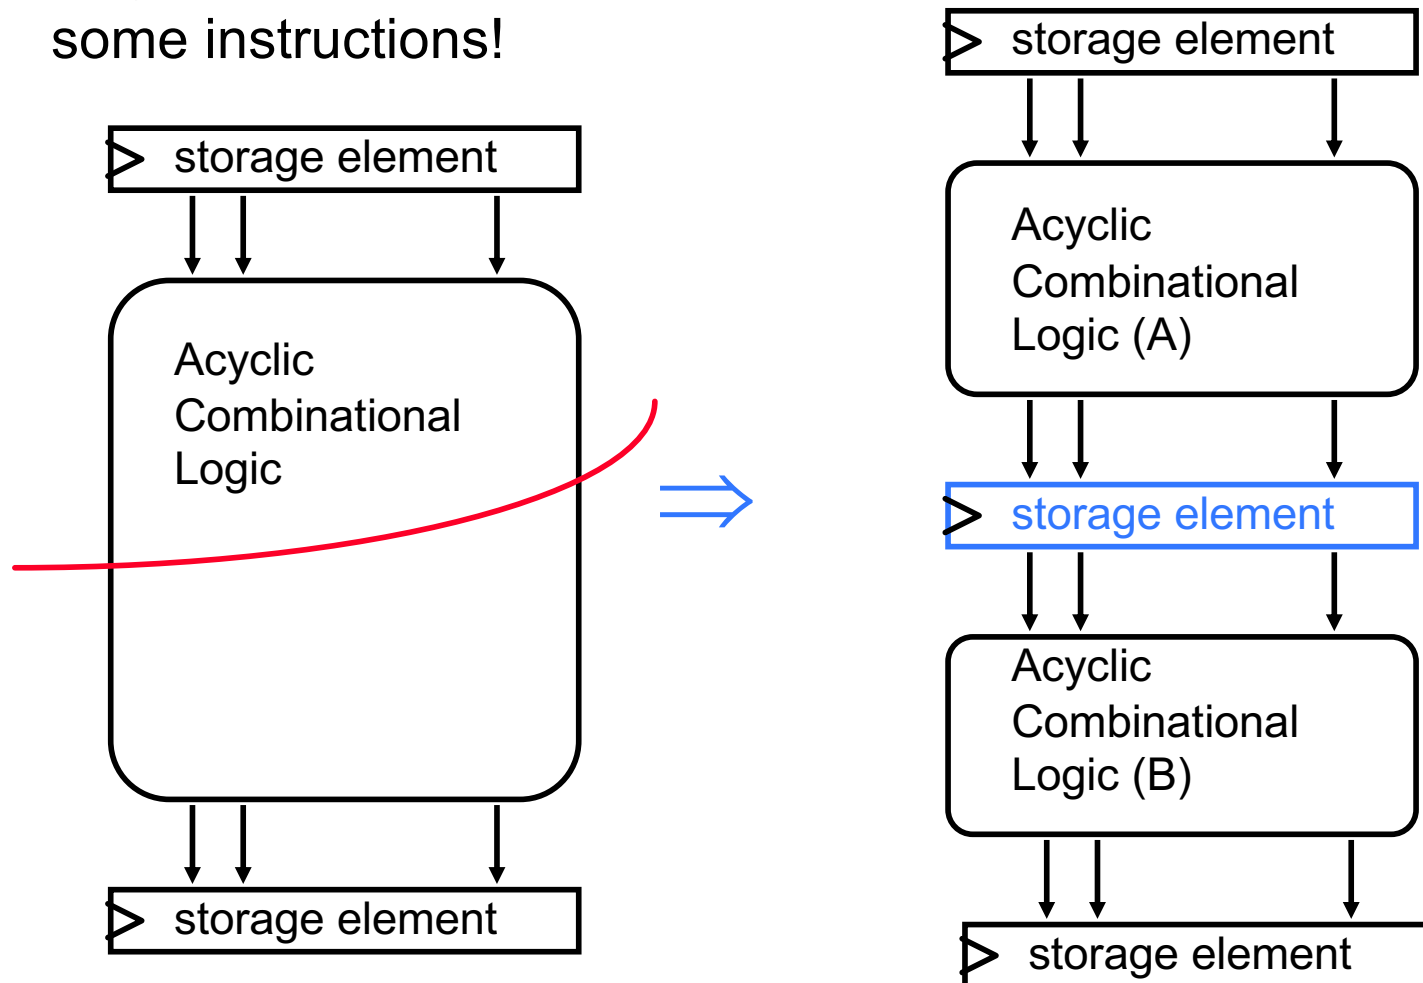 some instructions!
storage element
Acyclic
Combinational
Logic
storage element
storage element
Acyclic
Combinational
Logic (A)
storage element
Acyclic
Combinational
Logic (B)
storage element